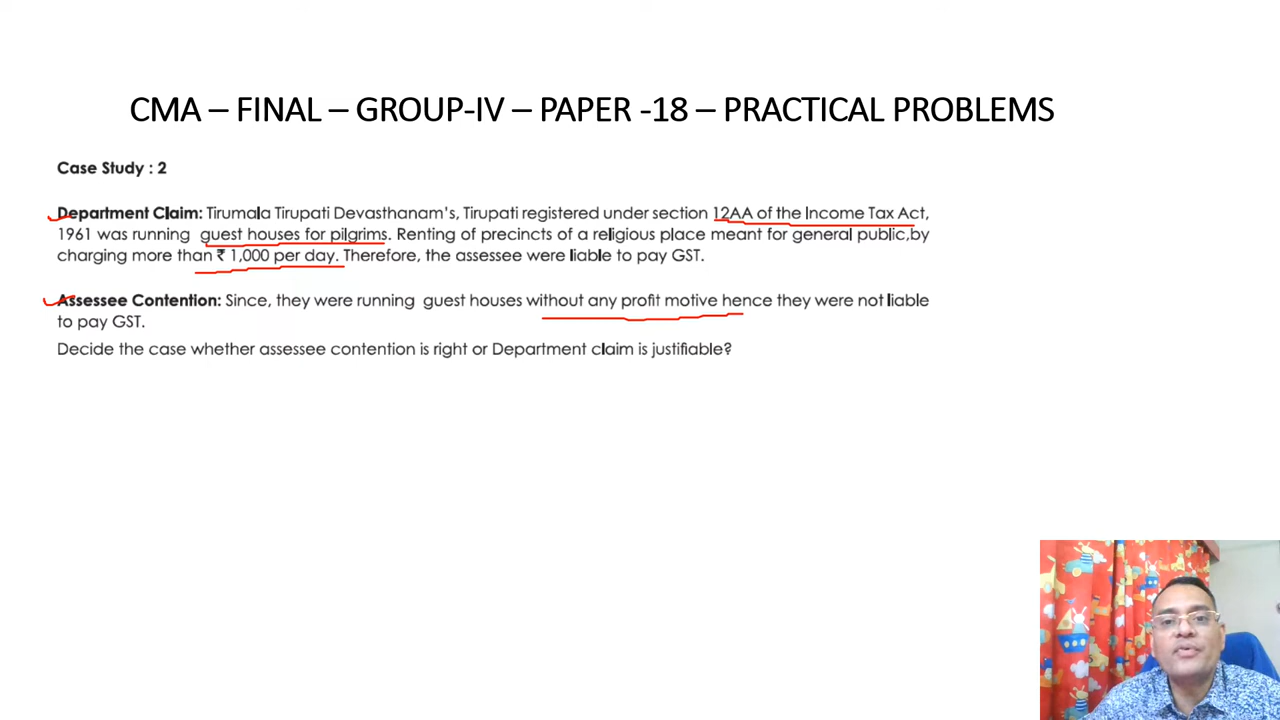 CMA – FINAL – GROUP-IV – PAPER -18 – PRACTICAL PROBLEMS
Case Study : 2
Department Claim: Tirumala Tirupati Devasthanam's, Tirupati registered under section 12AA of the Income Tax Act,
1961 was running guest houses for pilgrims. Renting of precincts of a religious place meant for general public,by
charging more than ₹ 1,000 per day. Therefore, the assessee were liable to pay GST.
Assessee Contention: Since, they were running guest houses without any profit motive hence they were not liable
to pay GST.
Decide the case whether assessee contention is right or Department claim is justifiable?